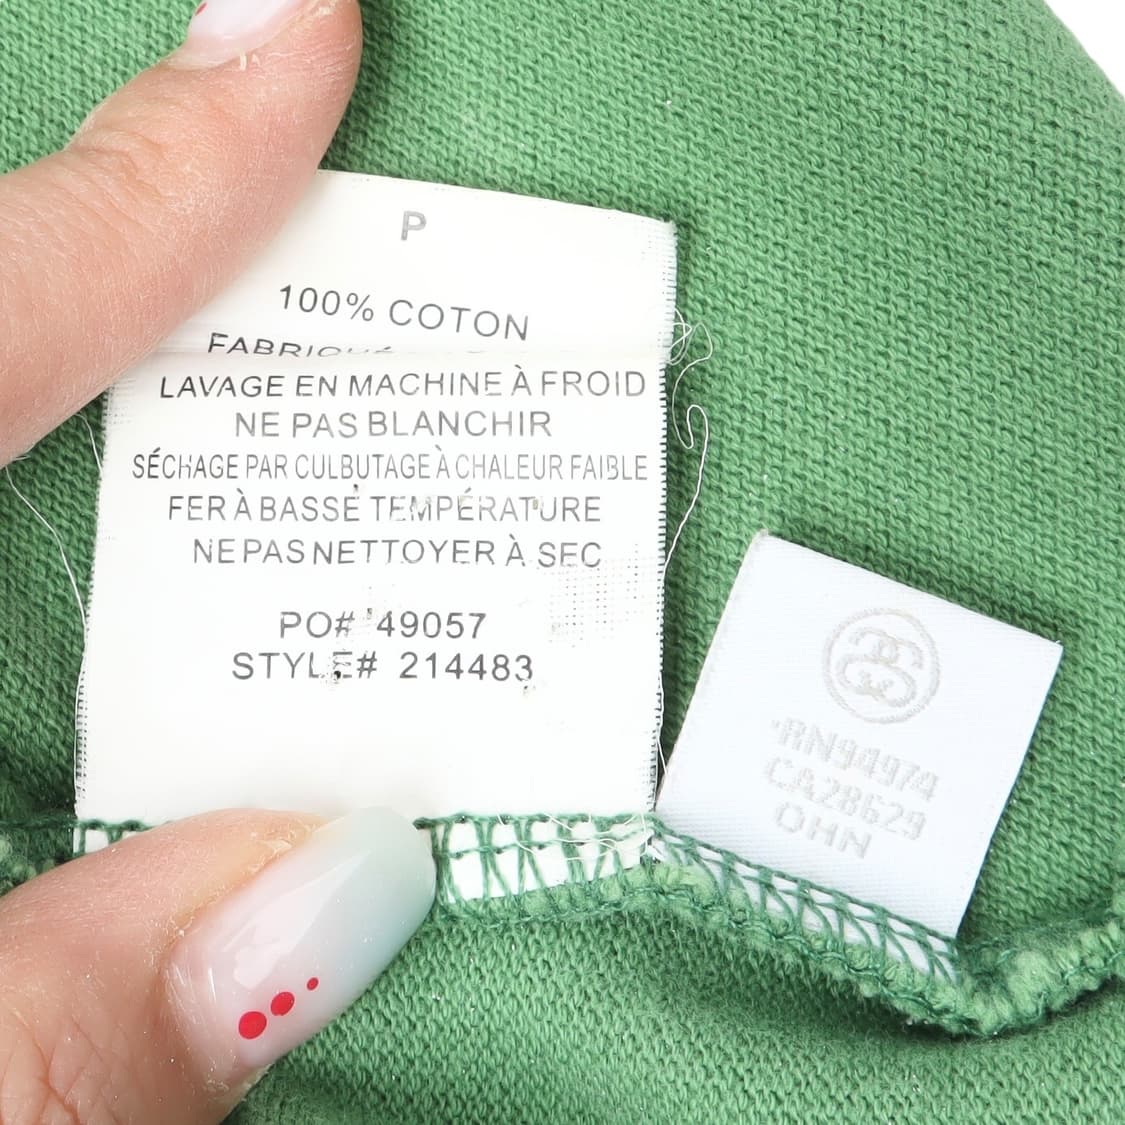 P
100% COTON
LAVAGE EN MACHINE À FROID
NE PAS BLANCHIR
SÉCHAGE PAR CULBUTAGE À CHALEUR FAIBLE
FER À BASSE TEMPÉRATURE
NE PAS NETTOYER À SEC
PO# 49057
STYLE# 214483
RN94974
CA28629
OHN